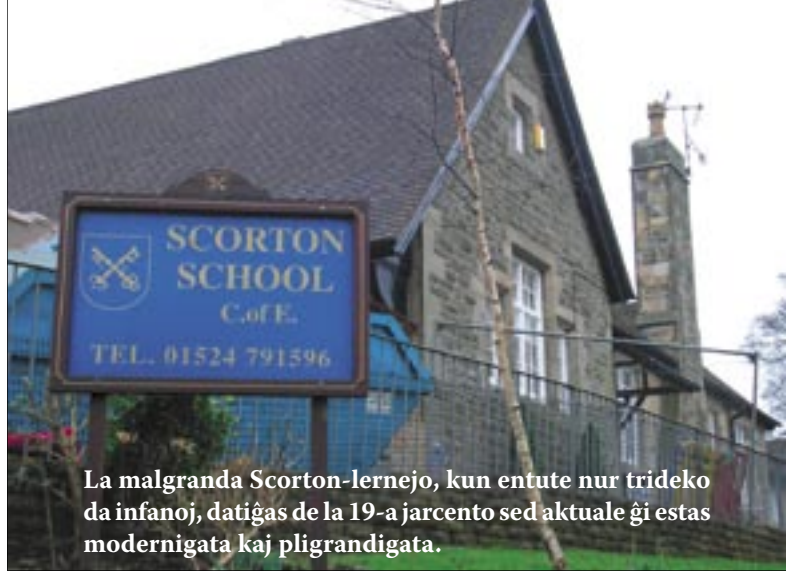 SCORTON
SCHOOL
C.of E.
TEL. 01524 791596
La malgranda Scorton-lernejo, kun entute nur trideko
da infanoj, datiĝas de la 19-a jarcento sed aktuale ĝi estas
modernigata kaj pligrandigata.